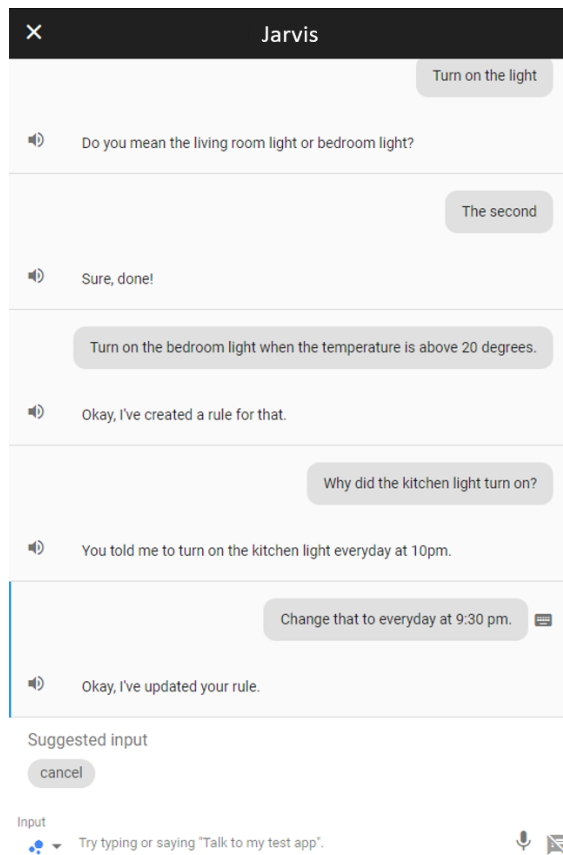 Jarvis
Turn on the light
Do you mean the living room light or bedroom light?
The second
Sure, done!
Turn on the bedroom light when the temperature is above 20 degrees.
Okay, I've created a rule for that.
Why did the kitchen light turn on?
You told me to turn on the kitchen light everyday at 10pm.
Change that to everyday at 9:30 pm.
Okay, I've updated your rule.
Suggested input
cancel
Input
Try typing or saying "Talk to my test app".